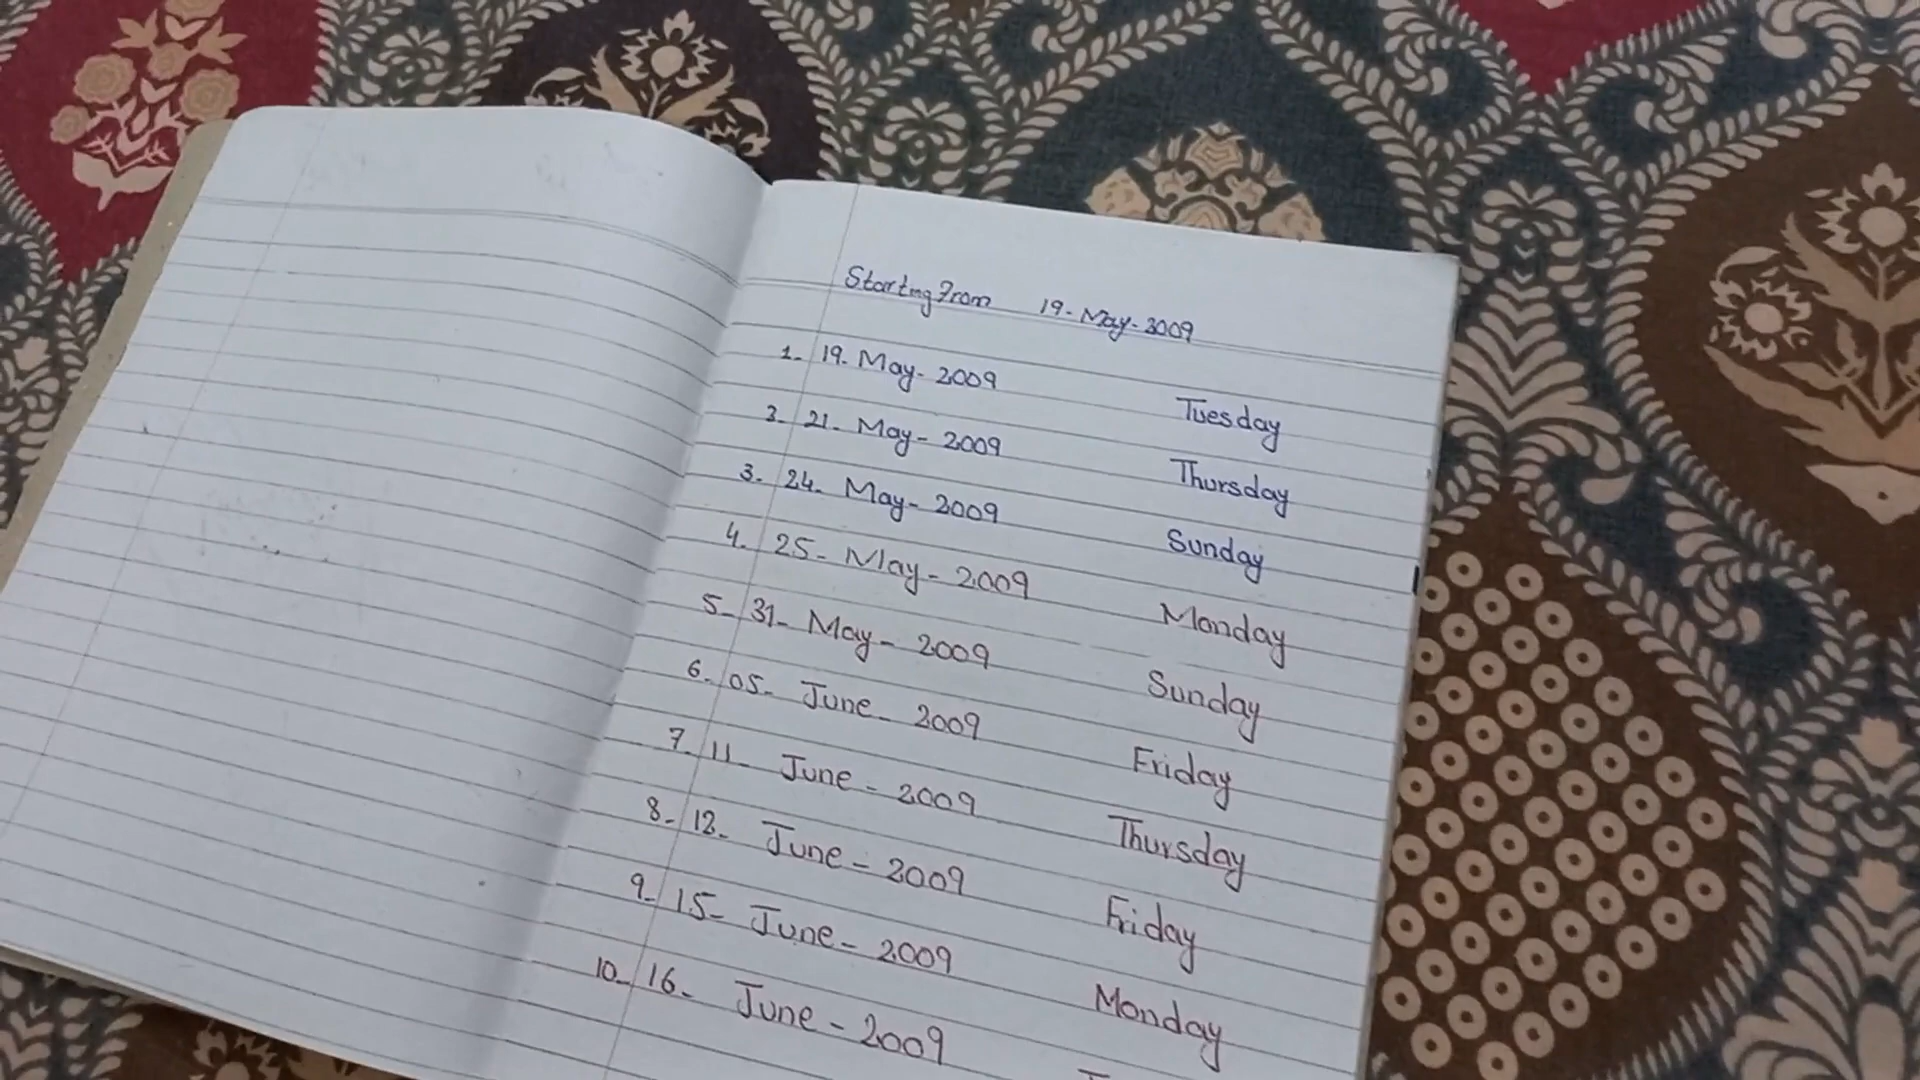 Starting From 19-May-2009
1- 19- May- 2009 Tuesday
2- 21- May- 2009 Thursday
3- 24- May- 2009 Sunday
4- 25- May- 2009 Monday
5- 31- May- 2009 Sunday
6- 05- June- 2009 Friday
7- 11- June- 2009 Thursday
8- 12- June- 2009 Friday
9- 15- June- 2009 Monday
10- 16- June- 2009